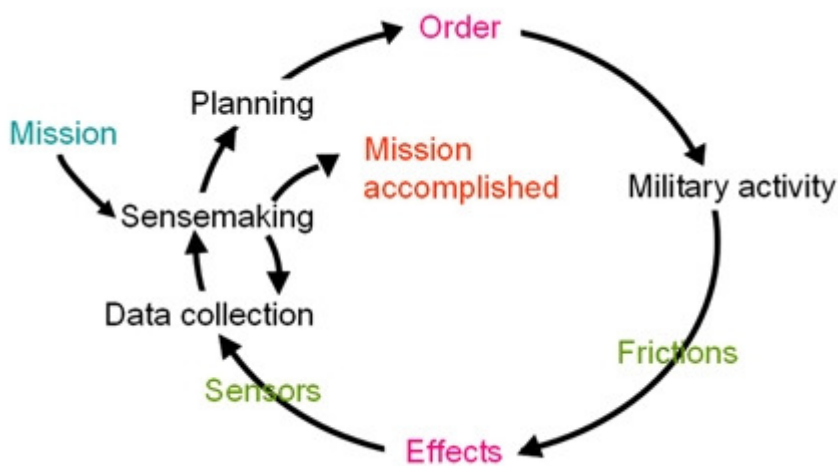 Order
Planning
Mission
Mission
accomplished
Military activity
Sensemaking
Data collection
Frictions
Sensors
Effects